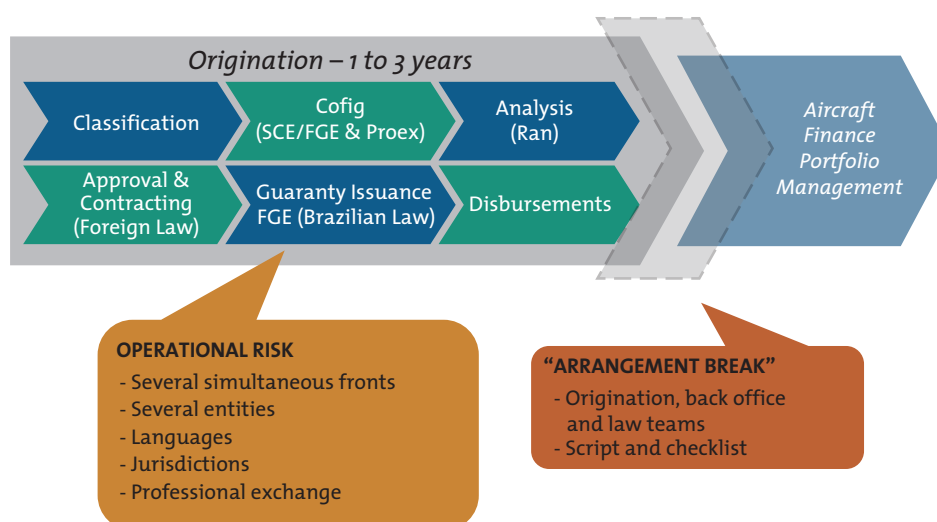 Origination – 1 to 3 years
Classification
Cofig
(SCE/FGE & Proex)
Analysis
(Ran)
Approval &
Contracting
(Foreign Law)
Guaranty Issuance
FGE (Brazilian Law)
Disbursements
Aircraft
Finance
Portfolio
Management
OPERATIONAL RISK
- Several simultaneous fronts
- Several entities
- Languages
- Jurisdictions
- Professional exchange
“ARRANGEMENT BREAK”
- Origination, back office
and law teams
- Script and checklist